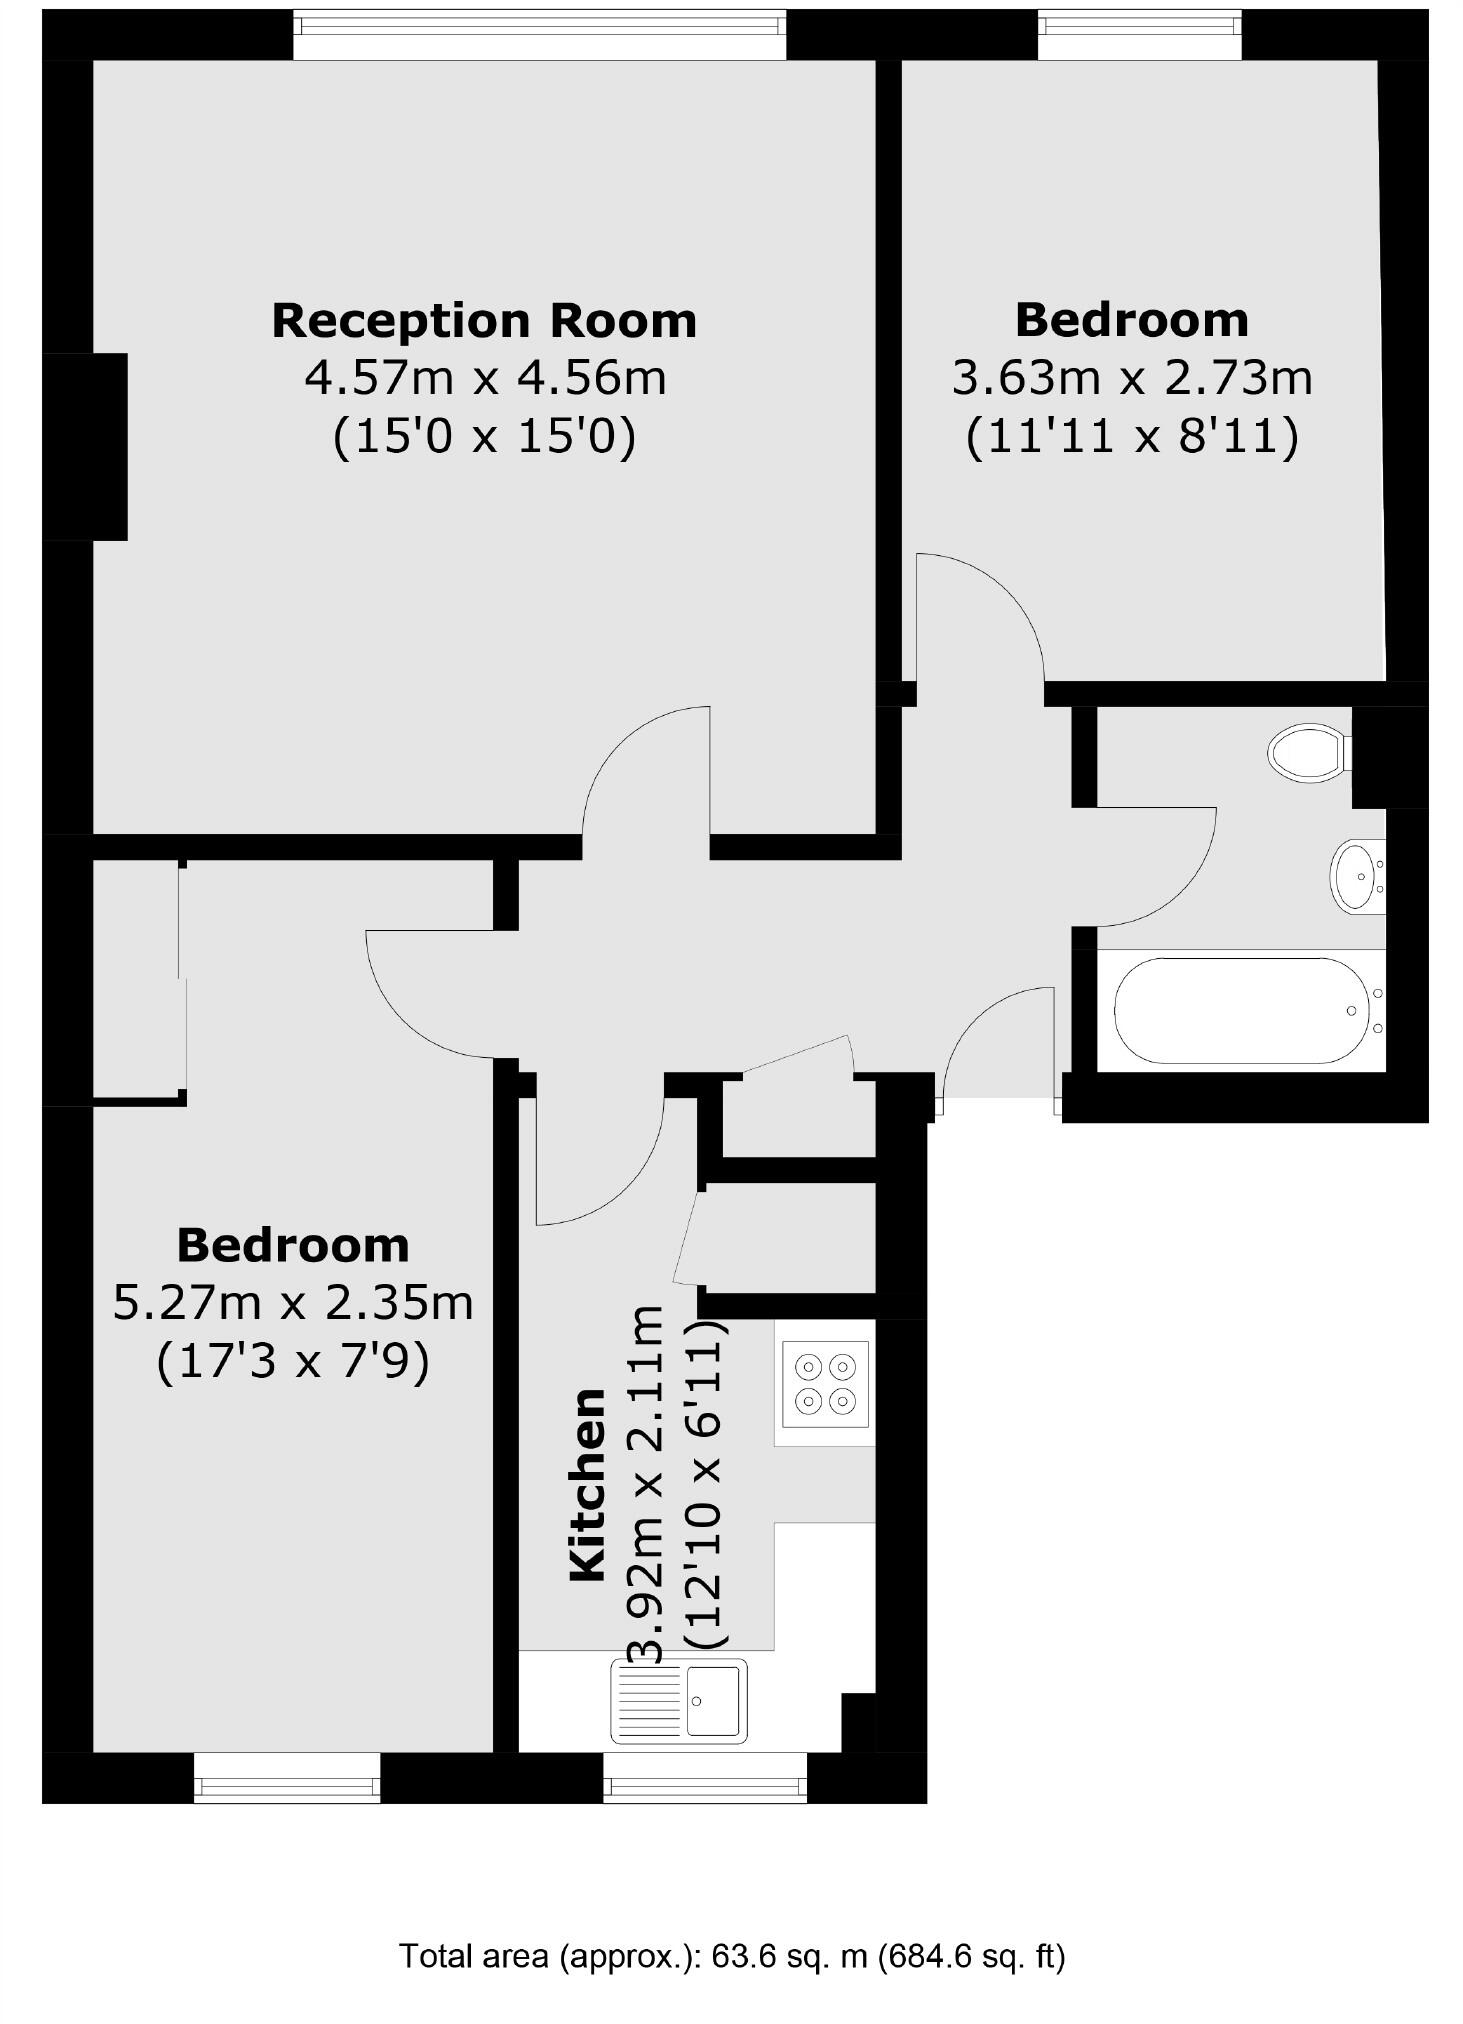 Reception Room
4.57m x 4.56m
(15'0 x 15'0)
Bedroom
3.63m x 2.73m
(11'11 x 8'11)
Bedroom
5.27m x 2.35m
(17'3 x 7'9)
Kitchen
3.92m x 2.11m
(12'10 x 6'11)
Total area (approx.): 63.6 sq. m (684.6 sq. ft)